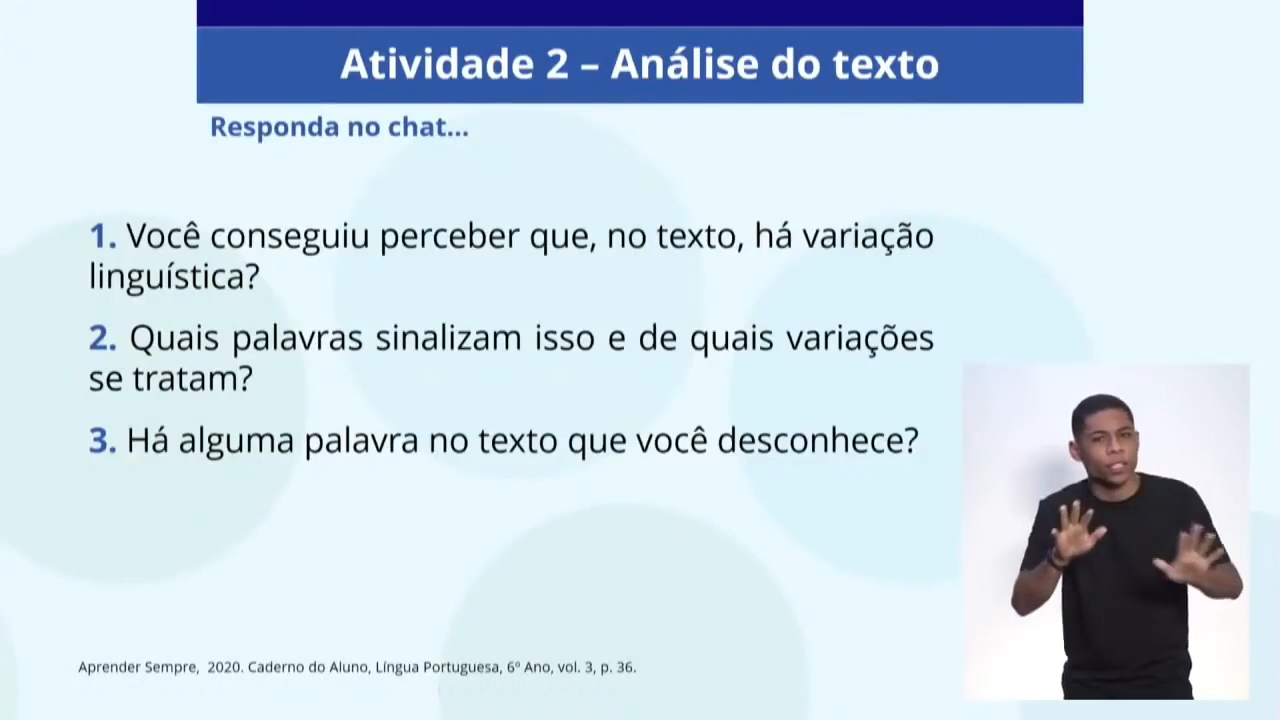 Atividade 2 – Análise do texto
Responda no chat...
1. Você conseguiu perceber que, no texto, há variação
linguística?
2. Quais palavras sinalizam isso e de quais variações
se tratam?
3. Há alguma palavra no texto que você desconhece?
Aprender Sempre, 2020. Caderno do Aluno, Língua Portuguesa, 6º Ano, vol. 3, p. 36.